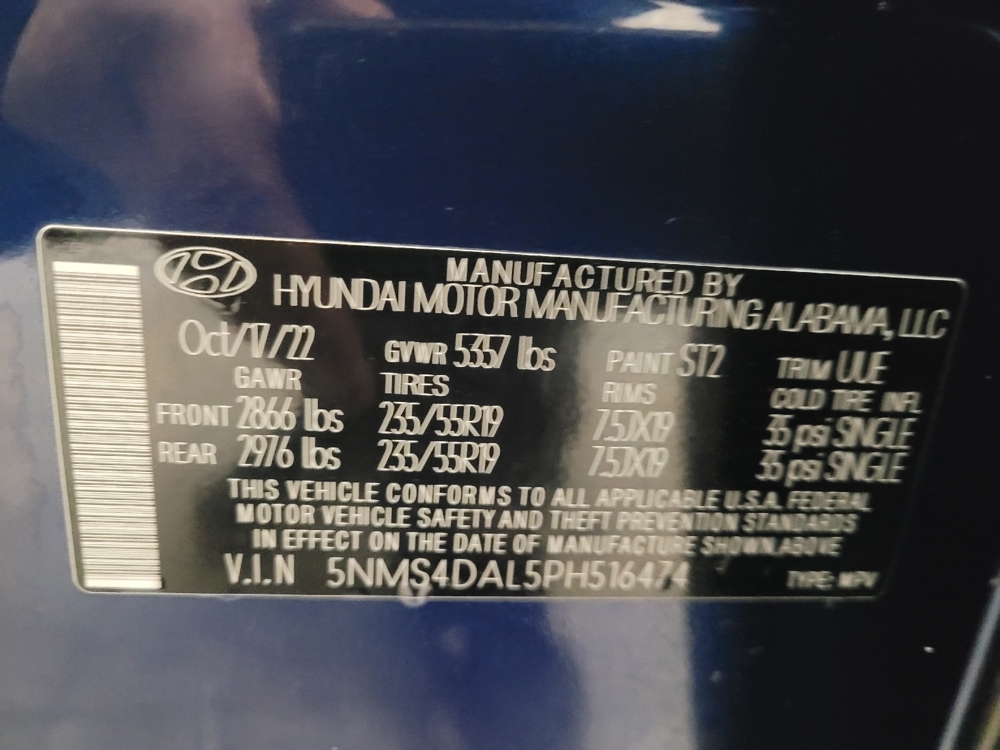 MANUFACTURED BY
HYUNDAI MOTOR MANUFACTURING ALABAMA, LLC
Oct/17/22 GVWR 5357 lbs PAINT ST2 TRIM UUE
GAWR TIRES RIMS COLD TIRE INFL
FRONT 2866 lbs 235/55R19 7.5JX19 35 psi SINGLE
REAR 2976 lbs 235/55R19 7.5JX19 35 psi SINGLE
THIS VEHICLE CONFORMS TO ALL APPLICABLE U.S.A. FEDERAL
MOTOR VEHICLE SAFETY AND THEFT PREVENTION STANDARDS
IN EFFECT ON THE DATE OF MANUFACTURE SHOWN ABOVE
V.I.N 5NMS4DAL5PH516474 TYPE: MPV